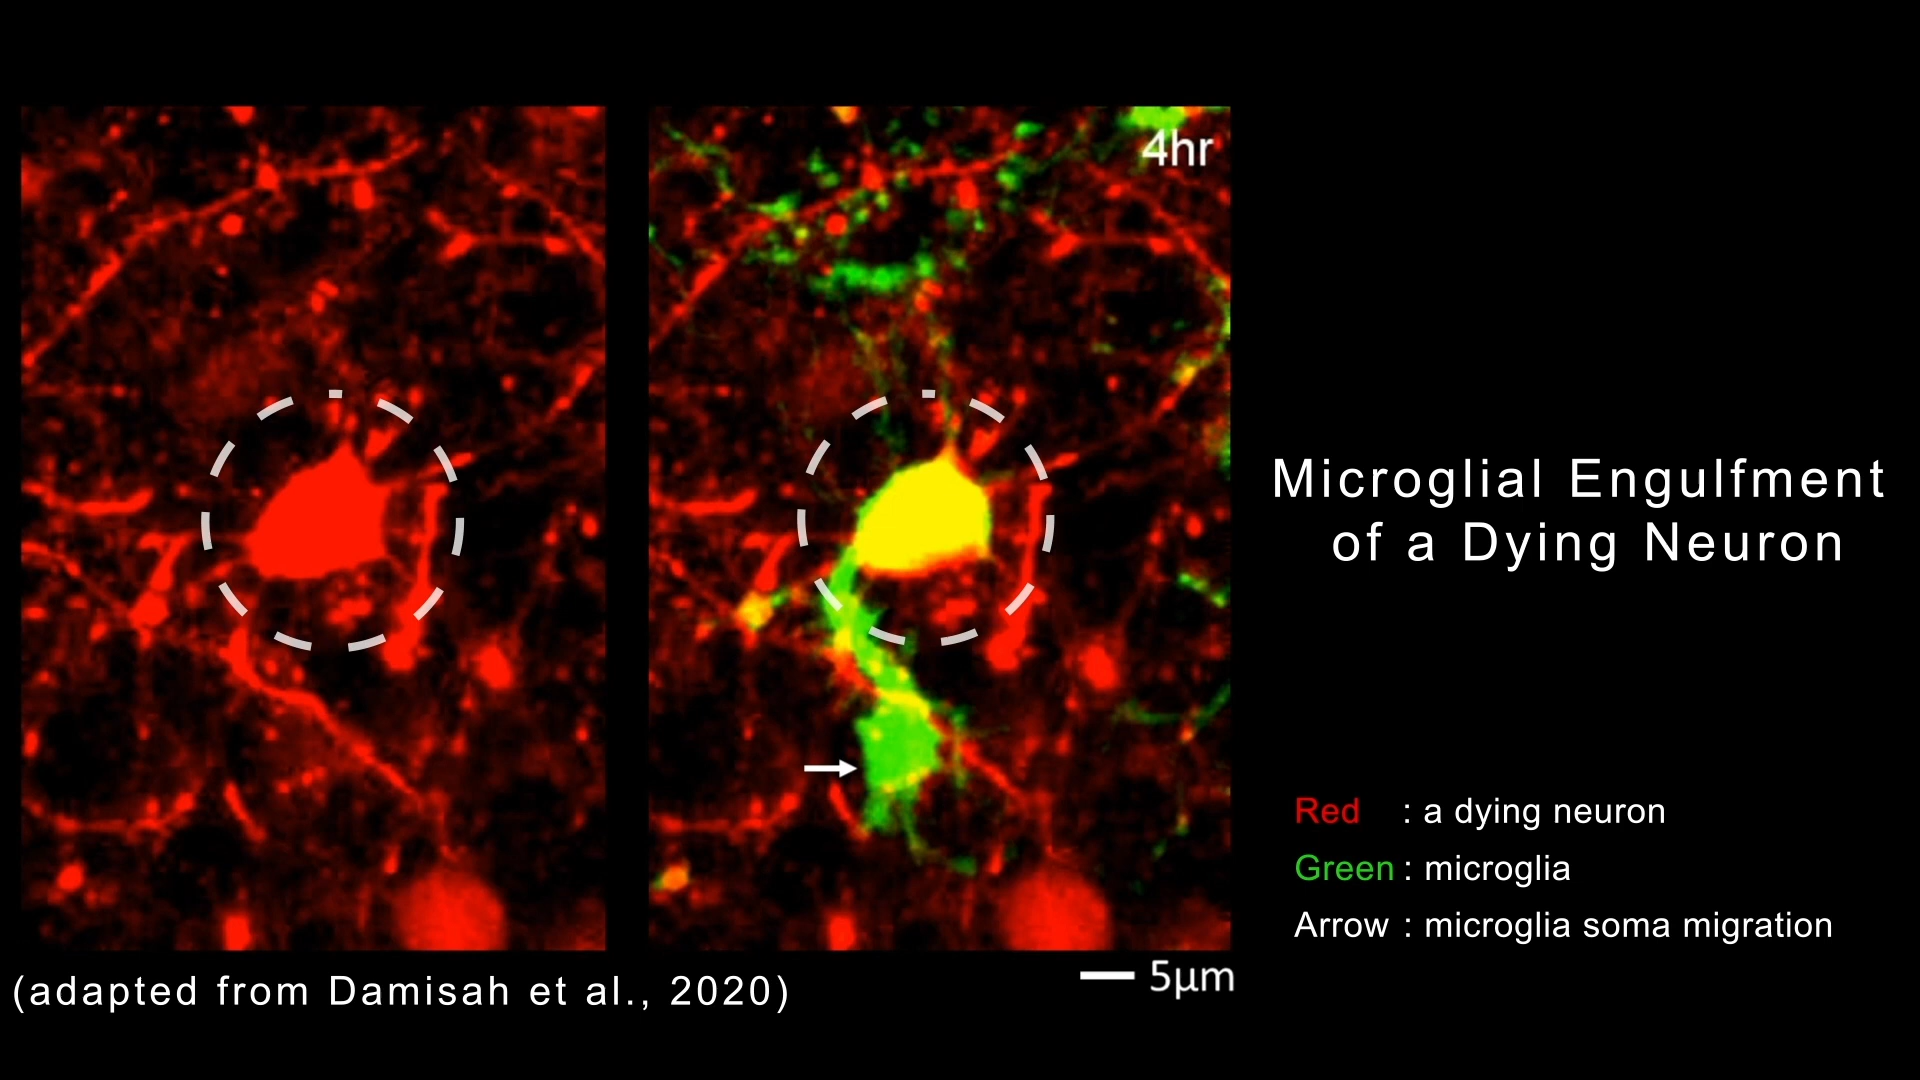 4hr
Microglial Engulfment
of a Dying Neuron
Red : a dying neuron
Green : microglia
Arrow : microglia soma migration
5µm
(adapted from Damisah et al., 2020)